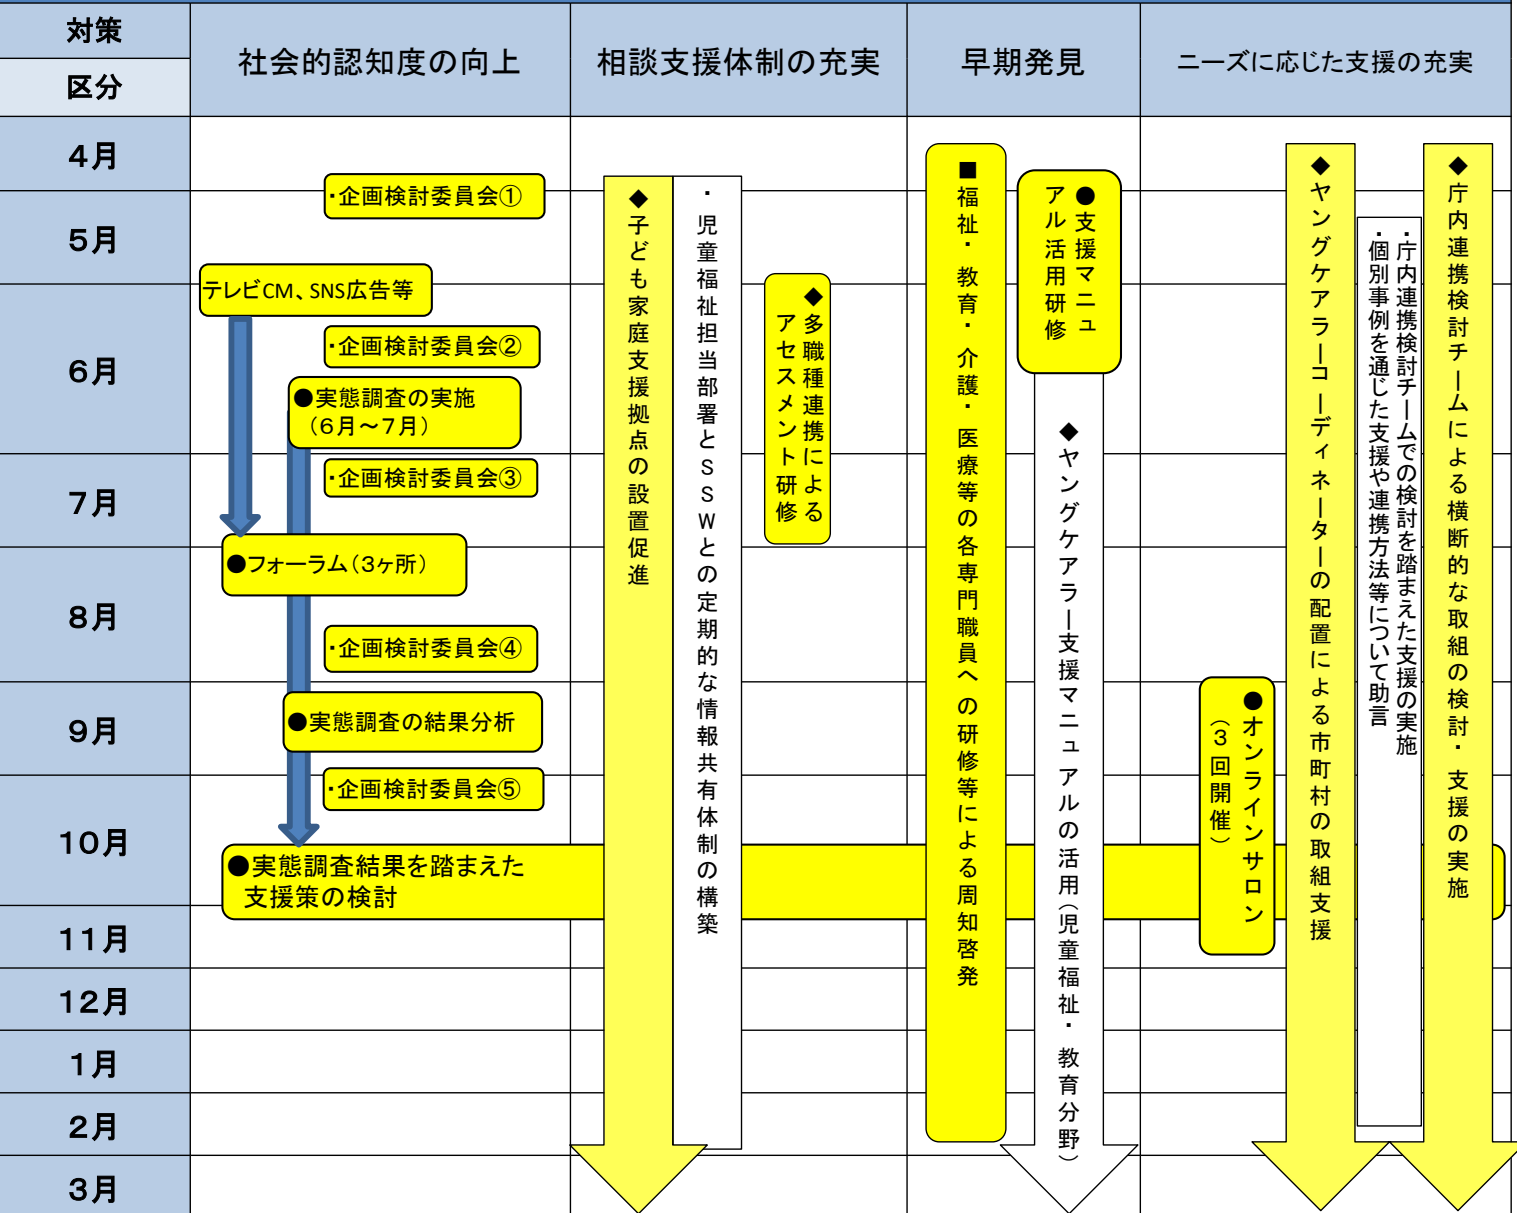 対策
区分
社会的認知度の向上
相談支援体制の充実
早期発見
ニーズに応じた支援の充実
4月
5月
6月
7月
8月
9月
10月
11月
12月
1月
2月
3月
・企画検討委員会①
テレビCM、SNS広告等
・企画検討委員会②
●実態調査の実施
（6月～7月）
・企画検討委員会③
●フォーラム（3ヶ所）
・企画検討委員会④
●実態調査の結果分析
・企画検討委員会⑤
●実態調査結果を踏まえた
支援策の検討
◆子ども家庭支援拠点の設置促進
・児童福祉担当部署とSSWとの定期的な情報共有体制の構築
◆多職種連携による
アセスメント研修
■福祉・教育・介護・医療等の各専門職員への研修等による周知啓発
●支援マニュ
アル活用研修
◆ヤングケアラー支援マニュアルの活用（児童福祉・教育分野）
●オンラインサロン
（3回開催）
◆ヤングケアラーコーディネーターの配置による市町村の取組支援
・庁内連携検討チームでの検討を踏まえた支援の実施
・個別事例を通じた支援や連携方法等について助言
◆庁内連携検討チームによる横断的な取組の検討・支援の実施